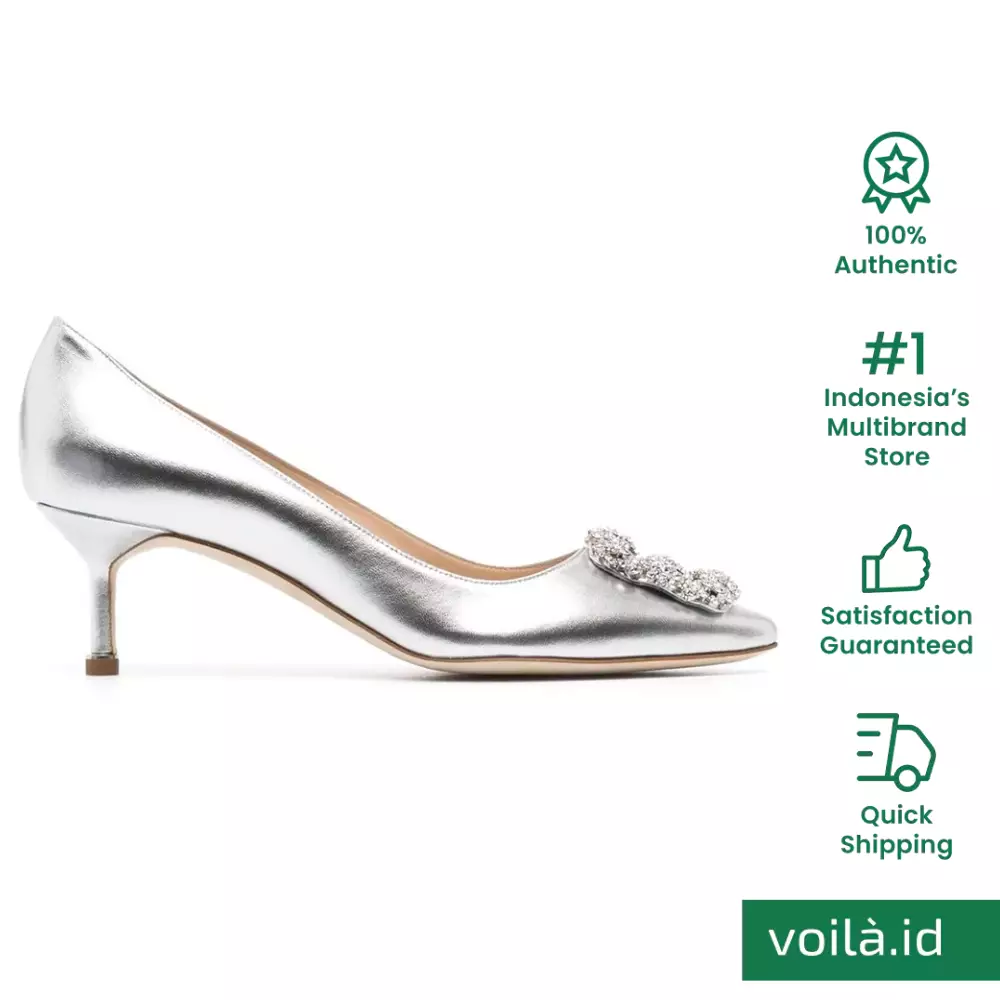 100%
Authentic
#1
Indonesia's
Multibrand
Store
Satisfaction
Guaranteed
Quick
Shipping
voilà.id